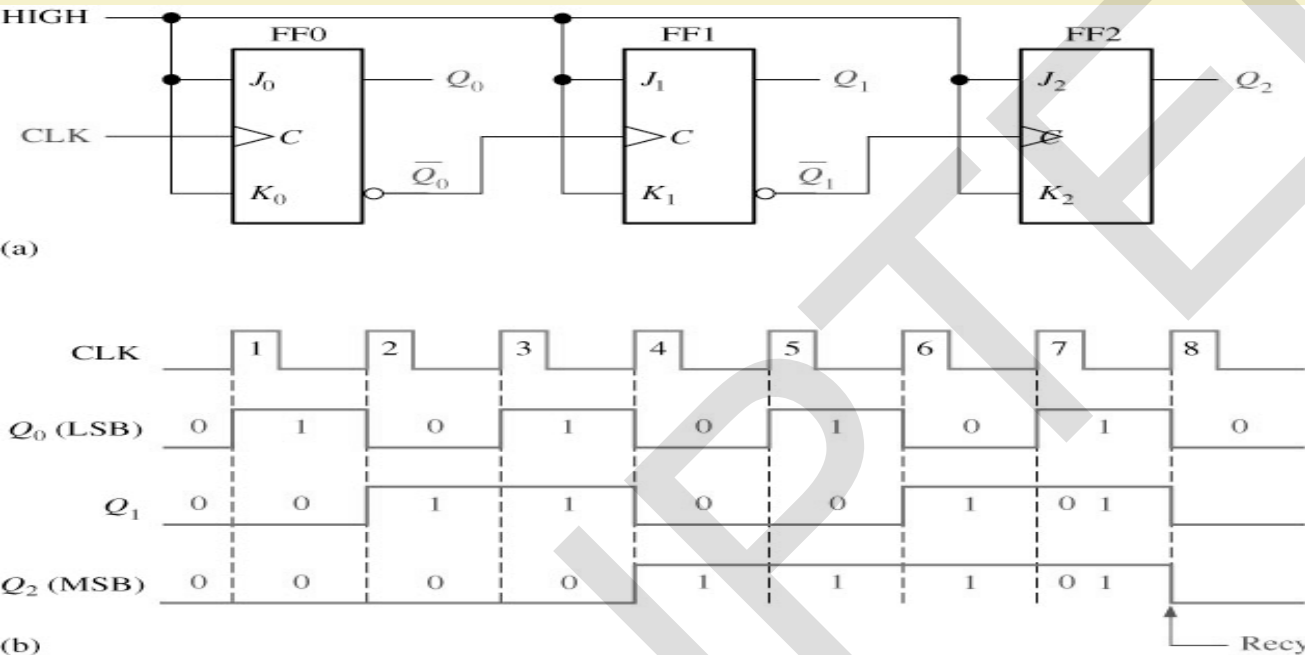 HIGH
FF0 FF1 FF2
J0 Q0 J1 Q1 J2 Q2
CLK C C C
Q̅0 Q̅1
K0 K1 K2
(a)
CLK 1 2 3 4 5 6 7 8
Q0 (LSB) 0 1 0 1 0 1 0 1 0
Q1 0 0 1 1 0 0 1 0 1
Q2 (MSB) 0 0 0 0 1 1 1 0 1
(b) Recy